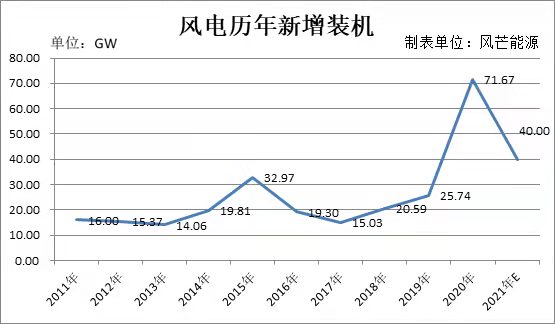 风电历年新增装机
单位：GW
制表单位：风芒能源
80.00
70.00
60.00
50.00
40.00
30.00
20.00
10.00
0.00
16.00
15.37
14.06
19.81
32.97
19.30
15.03
20.59
25.74
71.67
40.00
2011年
2012年
2013年
2014年
2015年
2016年
2017年
2018年
2019年
2020年
2021年E